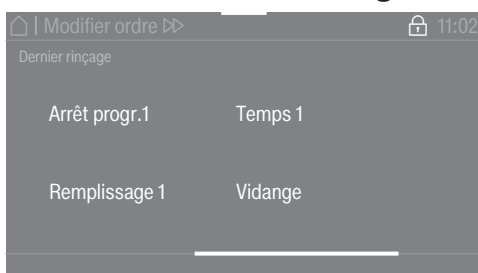 | Modifier ordre 11:02
Dernier rinçage
Arrêt progr.1 Temps 1
Remplissage 1 Vidange